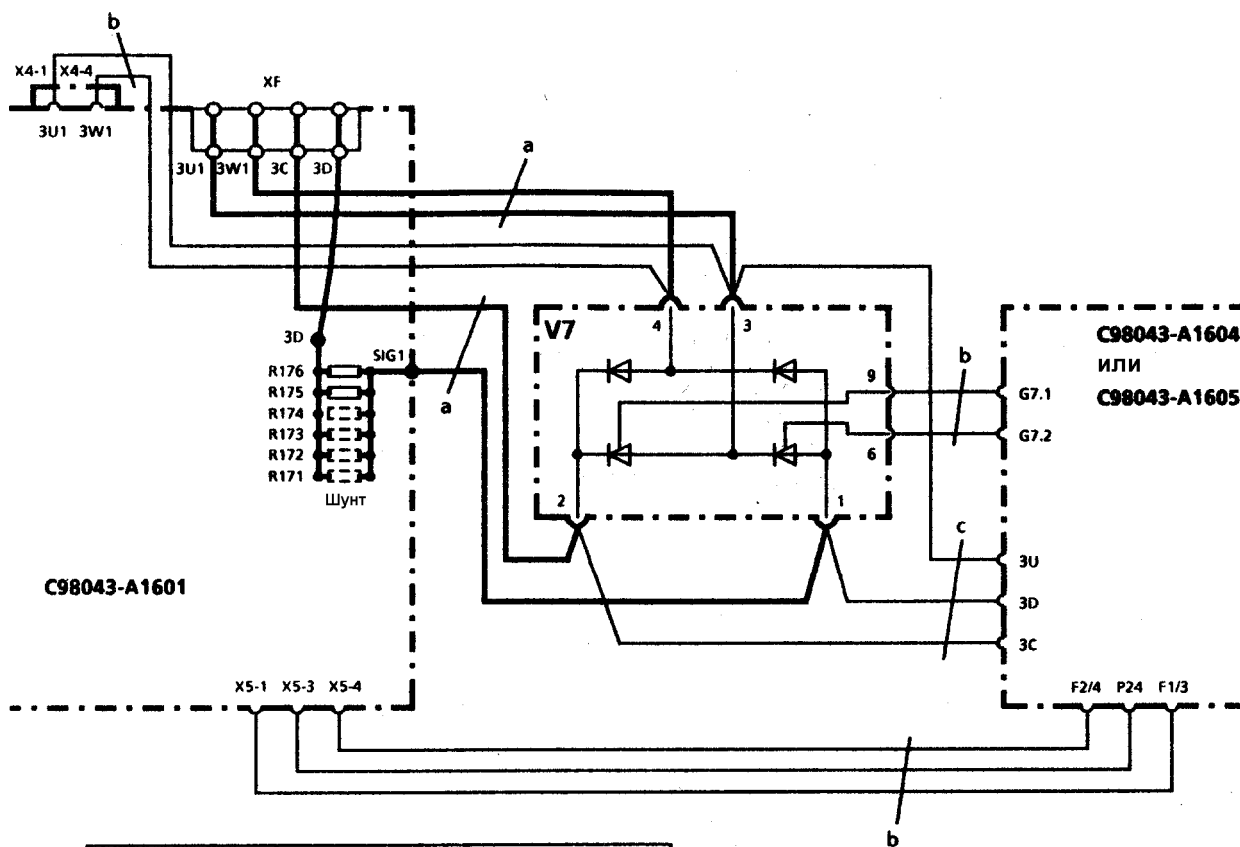 b
X4-1 X4-4
XF
3U1 3W1
3U1 3W1 3C 3D
a
V7
4 3
C98043-A1604
или
C98043-A1605
3D
SIG1
R176
R175
R174
R173
R172
R171
Шунт
a
9
b
G7.1
G7.2
6
2 1
c
3U
3D
3C
C98043-A1601
X5-1 X5-3 X5-4
F2/4 P24 F1/3
b